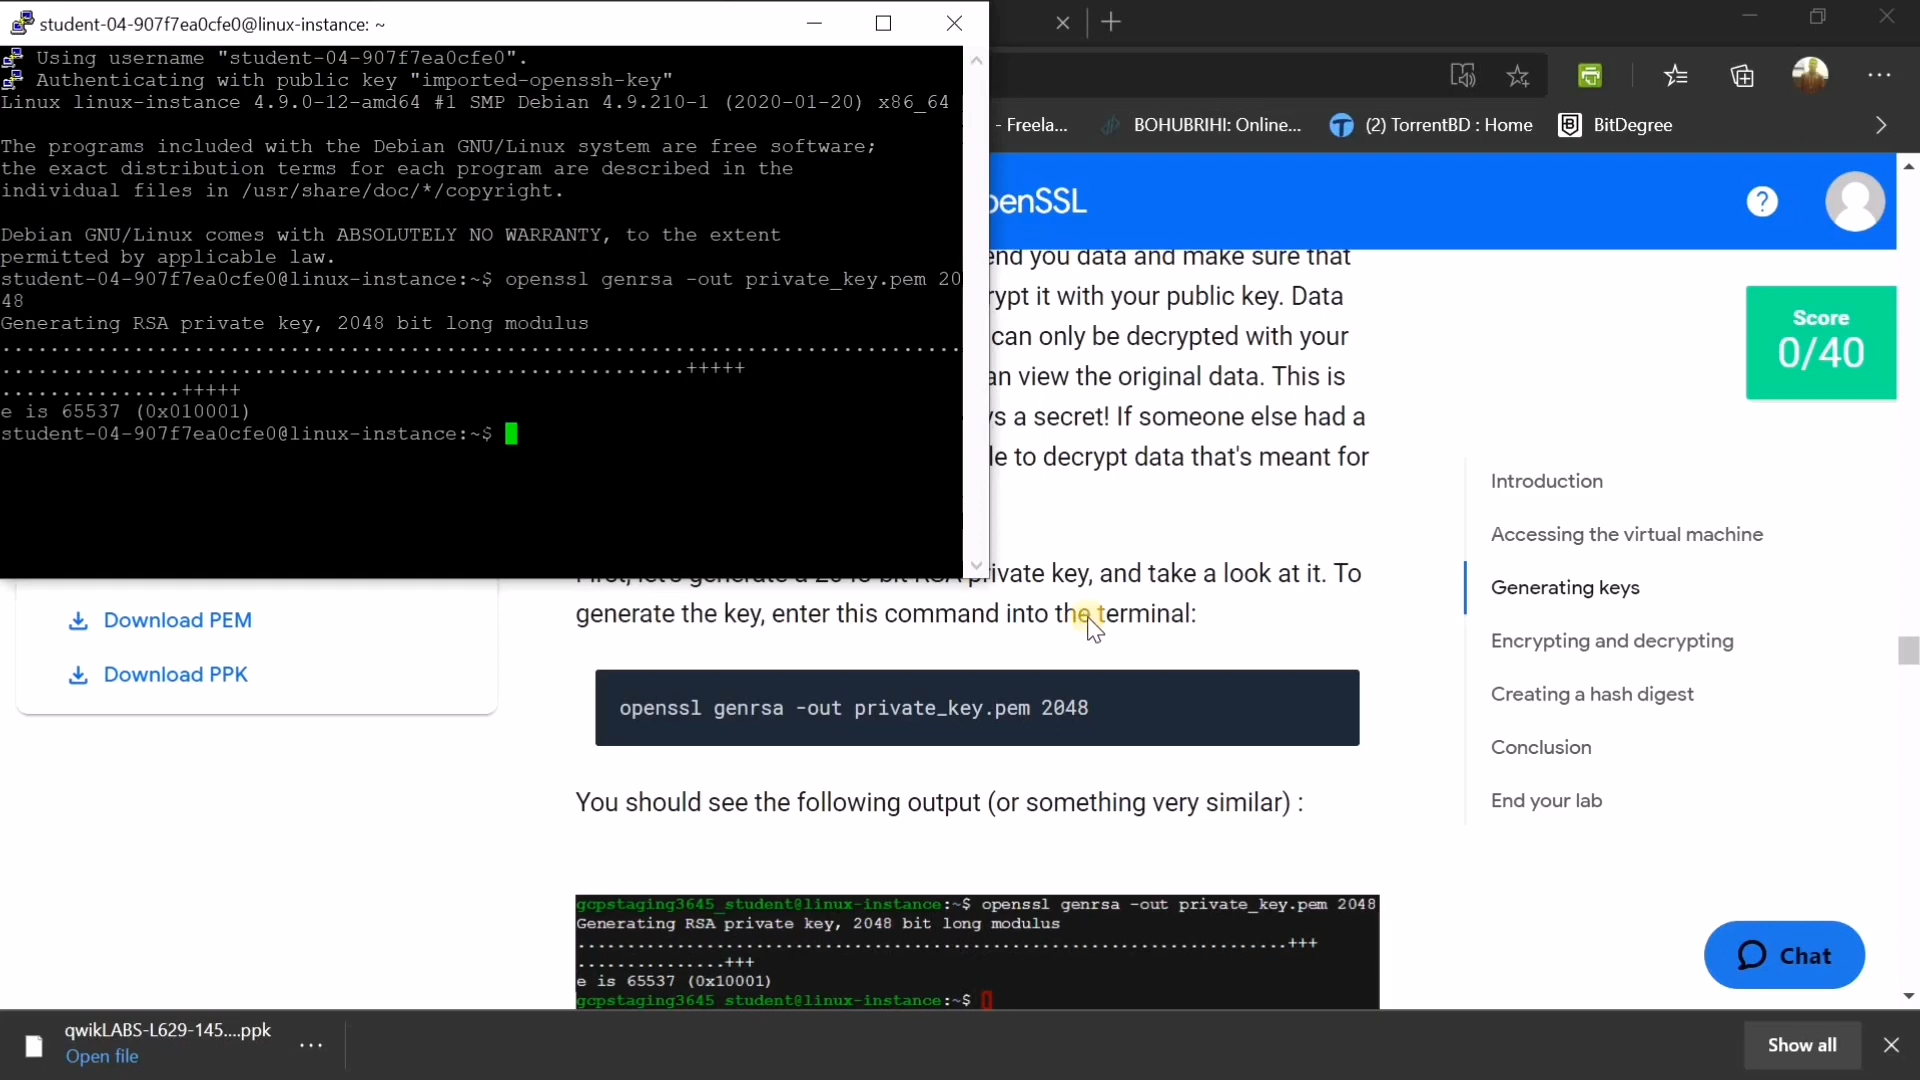 student-04-907f7ea0cfe0@linux-instance: ~
Using username "student-04-907f7ea0cfe0".
Authenticating with public key "imported-openssh-key"
Linux linux-instance 4.9.0-12-amd64 #1 SMP Debian 4.9.210-1 (2020-01-20) x86_64
The programs included with the Debian GNU/Linux system are free software;
the exact distribution terms for each program are described in the
individual files in /usr/share/doc/*/copyright.
Debian GNU/Linux comes with ABSOLUTELY NO WARRANTY, to the extent
permitted by applicable law.
student-04-907f7ea0cfe0@linux-instance:~$ openssl genrsa -out private_key.pem 20
48
Generating RSA private key, 2048 bit long modulus
................................................................................
.........................................................+++++
...............+++++
e is 65537 (0x010001)
student-04-907f7ea0cfe0@linux-instance:~$
- Freela...
BOHUBRIHI: Online...
(2) TorrentBD : Home
BitDegree
penSSL
?
end you data and make sure that
rypt it with your public key. Data
can only be decrypted with your
an view the original data. This is
ys a secret! If someone else had a
le to decrypt data that's meant for
First, let's generate a 2048-bit RSA private key, and take a look at it. To
generate the key, enter this command into the terminal:
openssl genrsa -out private_key.pem 2048
You should see the following output (or something very similar) :
gcpstaging3645_student@linux-instance:~$ openssl genrsa -out private_key.pem 2048
Generating RSA private key, 2048 bit long modulus
.......................................................................+++
...............+++
e is 65537 (0x10001)
gcpstaging3645_student@linux-instance:~$
Score
0/40
Introduction
Accessing the virtual machine
Generating keys
Encrypting and decrypting
Creating a hash digest
Conclusion
End your lab
Download PEM
Download PPK
Chat
qwikLABS-L629-145....ppk
Open file
Show all